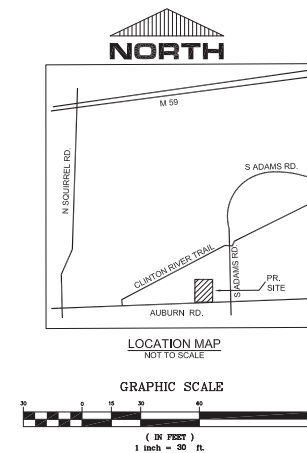 NORTH
M 59
N SQUIRREL RD.
S ADAMS RD.
CLINTON RIVER TRAIL
S ADAMS RD.
PR.
SITE
AUBURN RD.
LOCATION MAP
NOT TO SCALE
GRAPHIC SCALE
30 0 15 30 60
( IN FEET )
1 inch = 30 ft.